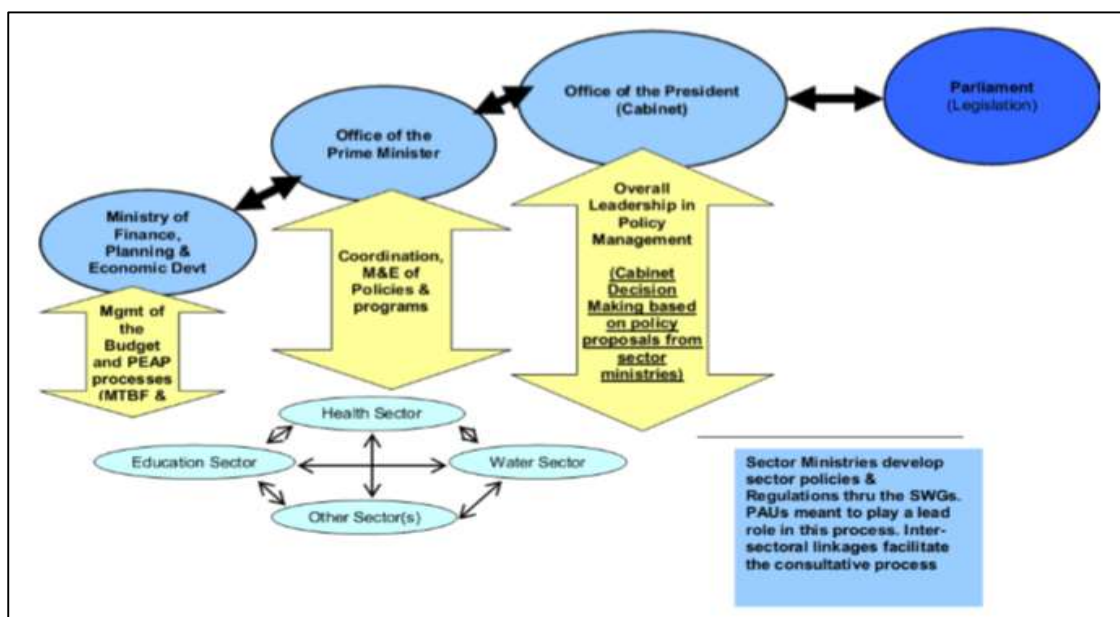 Office of the President
(Cabinet)
Parliament
(Legislation)
Office of the
Prime Minister
Ministry of
Finance,
Planning &
Economic Devt
Overall
Leadership in
Policy
Management
(Cabinet
Decision
Making based
on policy
proposals from
sector
ministries)
Coordination,
M&E of
Policies &
programs
Mgmt of
the
Budget
and PEAP
processes
(MTBF &
Health Sector
Education Sector
Water Sector
Other Sector(s)
Sector Ministries develop
sector policies &
Regulations thru the SWGs.
PAUs meant to play a lead
role in this process. Inter-
sectoral linkages facilitate
the consultative process